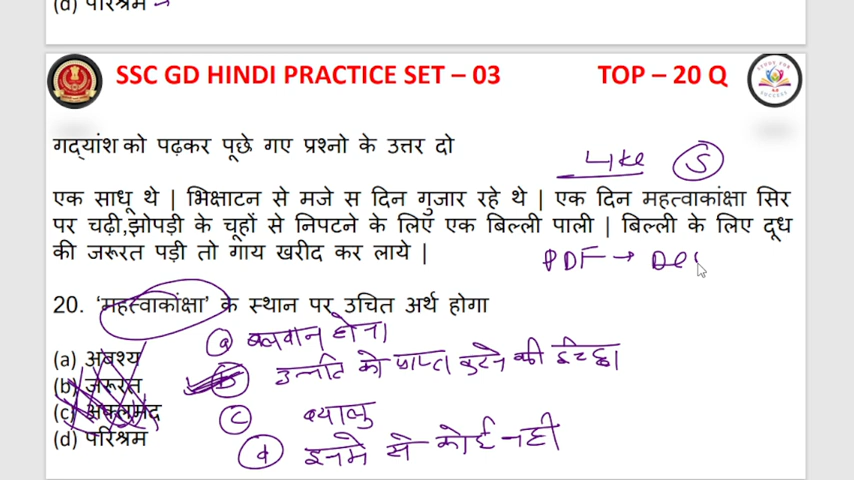 (d) परिश्रम
SSC GD HINDI PRACTICE SET – 03 TOP – 20 Q
गद्यांश को पढ़कर पूछे गए प्रश्नो के उत्तर दो
Like S
एक साधू थे | भिक्षाटन से मजे स दिन गुजार रहे थे | एक दिन महत्वाकांक्षा सिर
पर चढ़ी,झोपड़ी के चूहों से निपटने के लिए एक बिल्ली पाली | बिल्ली के लिए दूध
की जरूरत पड़ी तो गाय खरीद कर लाये |
PDF → De
20. ‘महत्वाकोंक्षा’ के स्थान पर उचित अर्थ होगा
(a) अवश्य
(b) जरूरत
(c) अक्लमंद
(d) परिश्रम
a बलवान होना
b उन्नति को प्राप्त करने की इच्छा
c दयालु
d इनमे से कोई नही